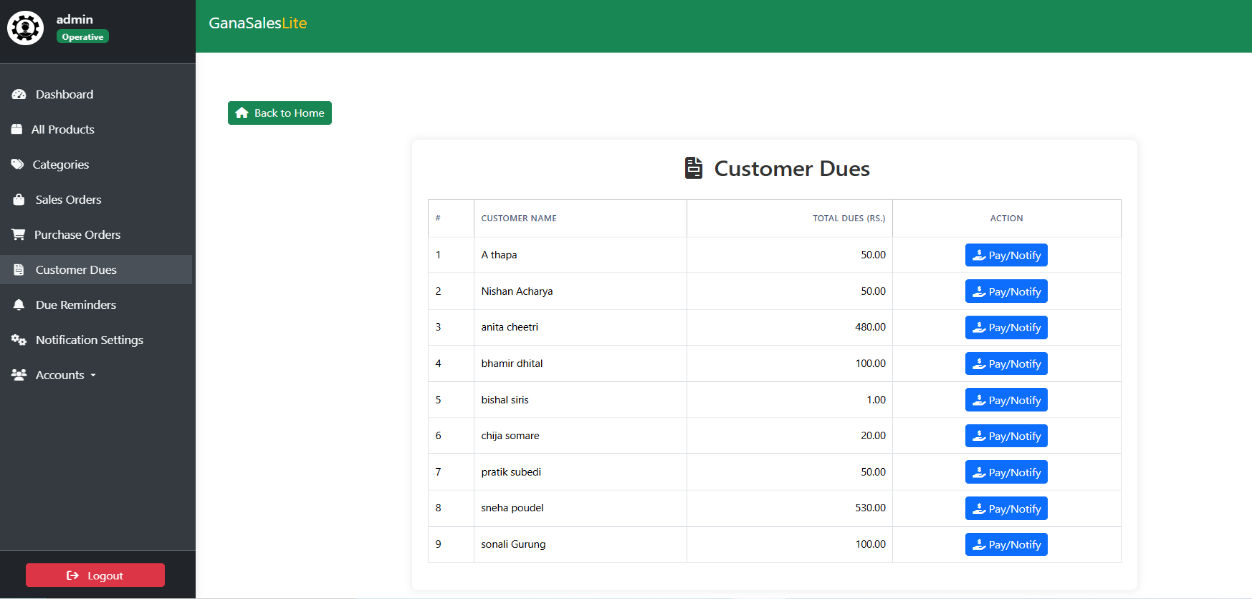 admin
Operative
GanaSalesLite
Dashboard
All Products
Categories
Sales Orders
Purchase Orders
Customer Dues
Due Reminders
Notification Settings
Accounts
Logout
Back to Home
Customer Dues
# CUSTOMER NAME TOTAL DUES (RS.) ACTION
1 A thapa 50.00 Pay/Notify
2 Nishan Acharya 50.00 Pay/Notify
3 anita cheetri 480.00 Pay/Notify
4 bhamir dhital 100.00 Pay/Notify
5 bishal siris 1.00 Pay/Notify
6 chija somare 20.00 Pay/Notify
7 pratik subedi 50.00 Pay/Notify
8 sneha poudel 530.00 Pay/Notify
9 sonali Gurung 100.00 Pay/Notify